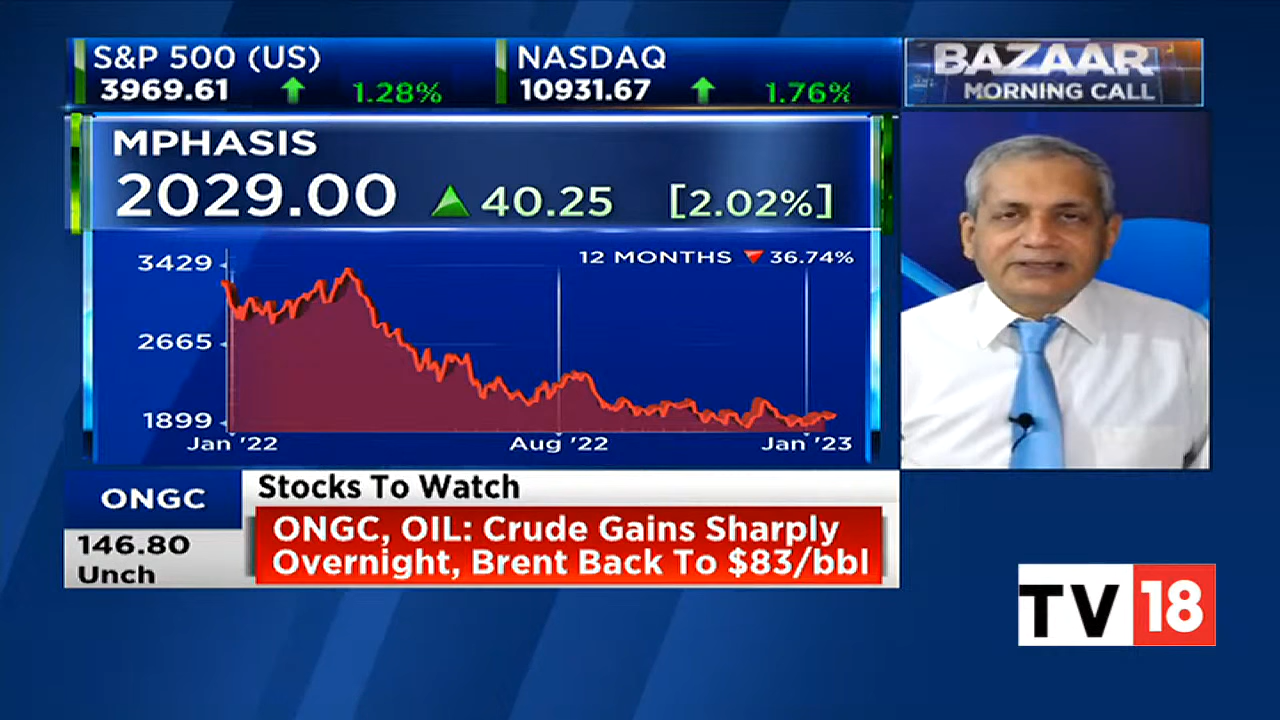 S&P 500 (US)
3969.61 1.28%
NASDAQ
10931.67 1.76%
BAZAAR
MORNING CALL
MPHASIS
2029.00 40.25 [2.02%]
12 MONTHS 36.74%
3429
2665
1899
Jan '22 Aug '22 Jan '23
ONGC
146.80
Unch
Stocks To Watch
ONGC, OIL: Crude Gains Sharply
Overnight, Brent Back To $83/bbl
TV 18